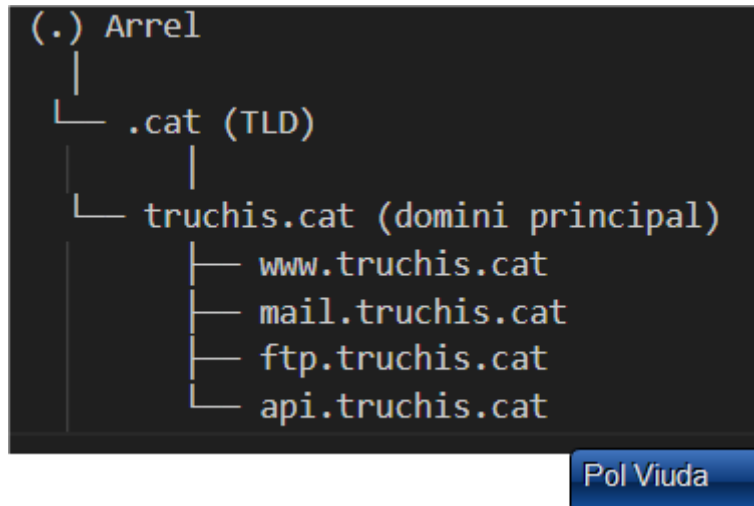 (.) Arrel
│
└── .cat (TLD)
│
└── truchis.cat (domini principal)
├── www.truchis.cat
├── mail.truchis.cat
├── ftp.truchis.cat
└── api.truchis.cat
Pol Viuda